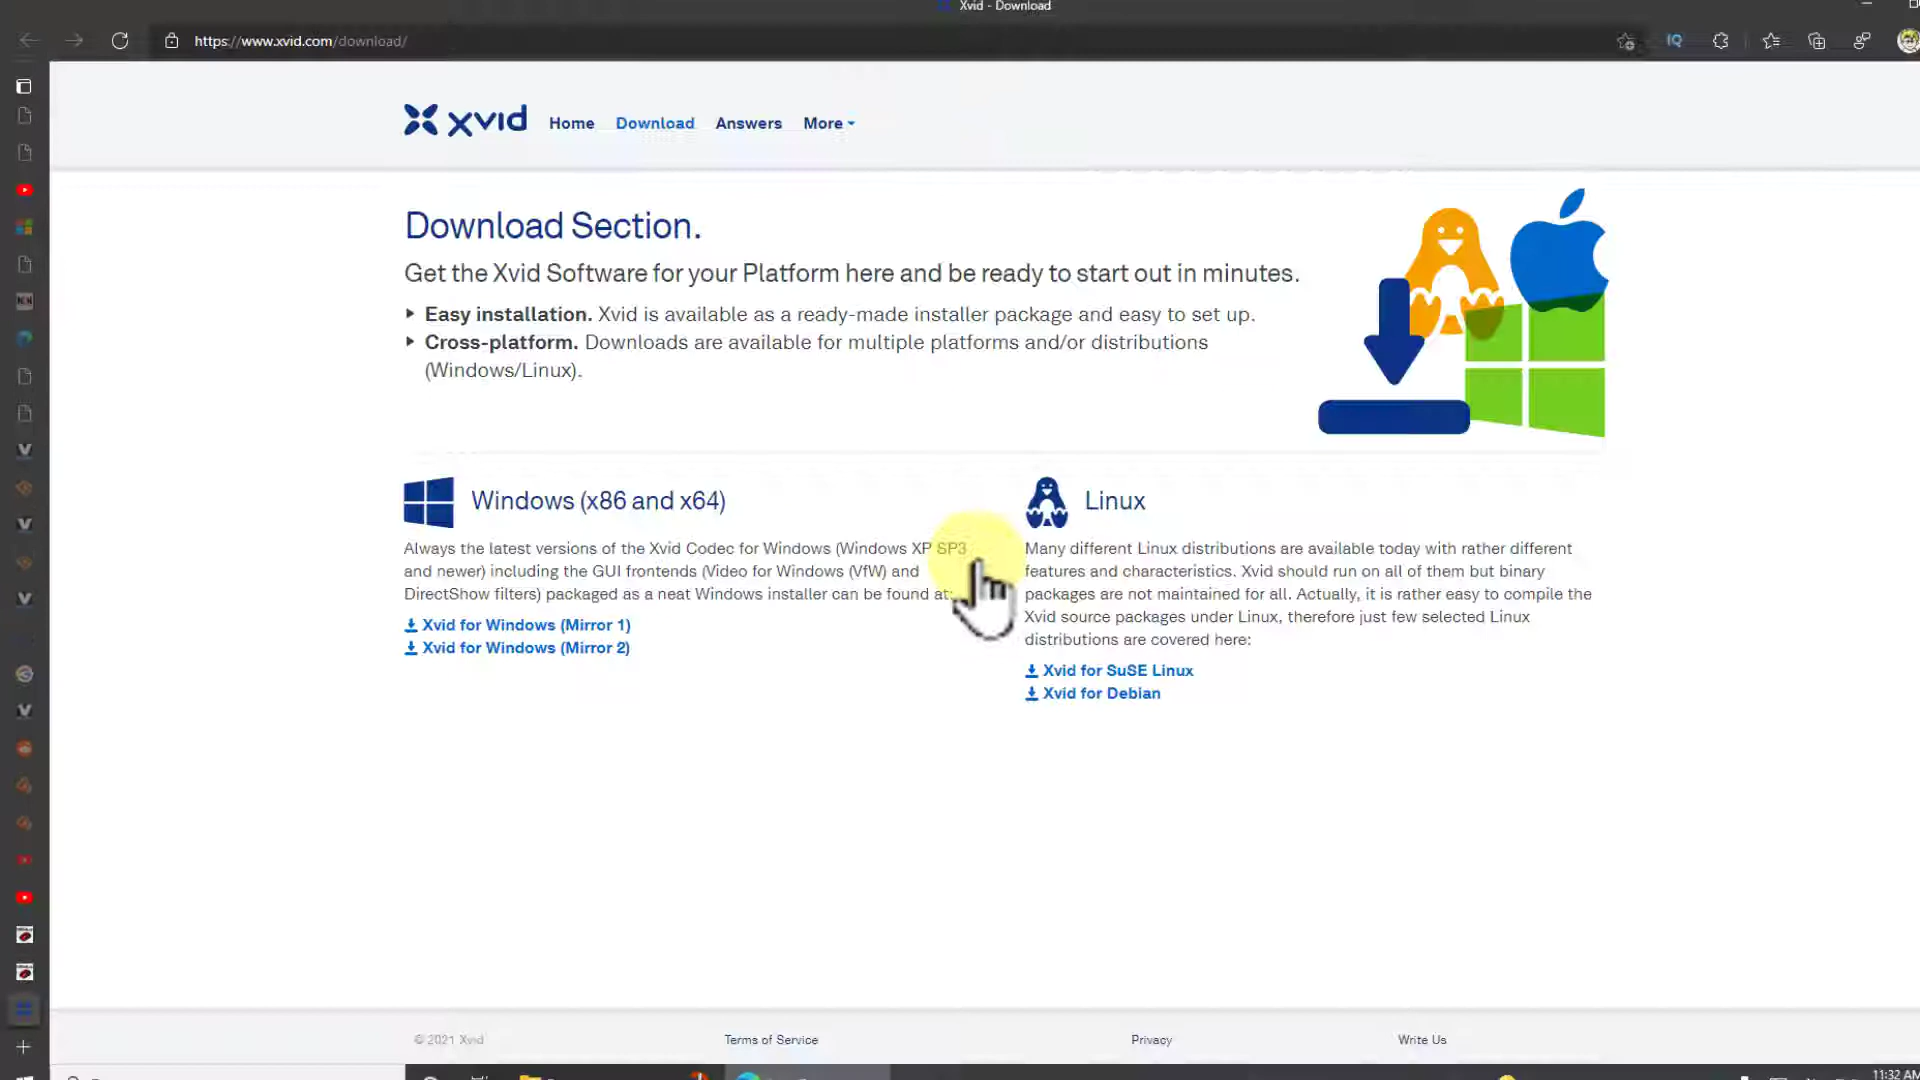 Xvid - Download
https://www.xvid.com/download/
IQ
xvid Home Download Answers More
Download Section.
Get the Xvid Software for your Platform here and be ready to start out in minutes.
Easy installation. Xvid is available as a ready-made installer package and easy to set up.
Cross-platform. Downloads are available for multiple platforms and/or distributions
(Windows/Linux).
Windows (x86 and x64)
Always the latest versions of the Xvid Codec for Windows (Windows XP SP3
and newer) including the GUI frontends (Video for Windows (VfW) and
DirectShow filters) packaged as a neat Windows installer can be found at:
Xvid for Windows (Mirror 1)
Xvid for Windows (Mirror 2)
Linux
Many different Linux distributions are available today with rather different
features and characteristics. Xvid should run on all of them but binary
packages are not maintained for all. Actually, it is rather easy to compile the
Xvid source packages under Linux, therefore just few selected Linux
distributions are covered here:
Xvid for SuSE Linux
Xvid for Debian
© 2021 Xvid Terms of Service Privacy Write Us
11:32 AM